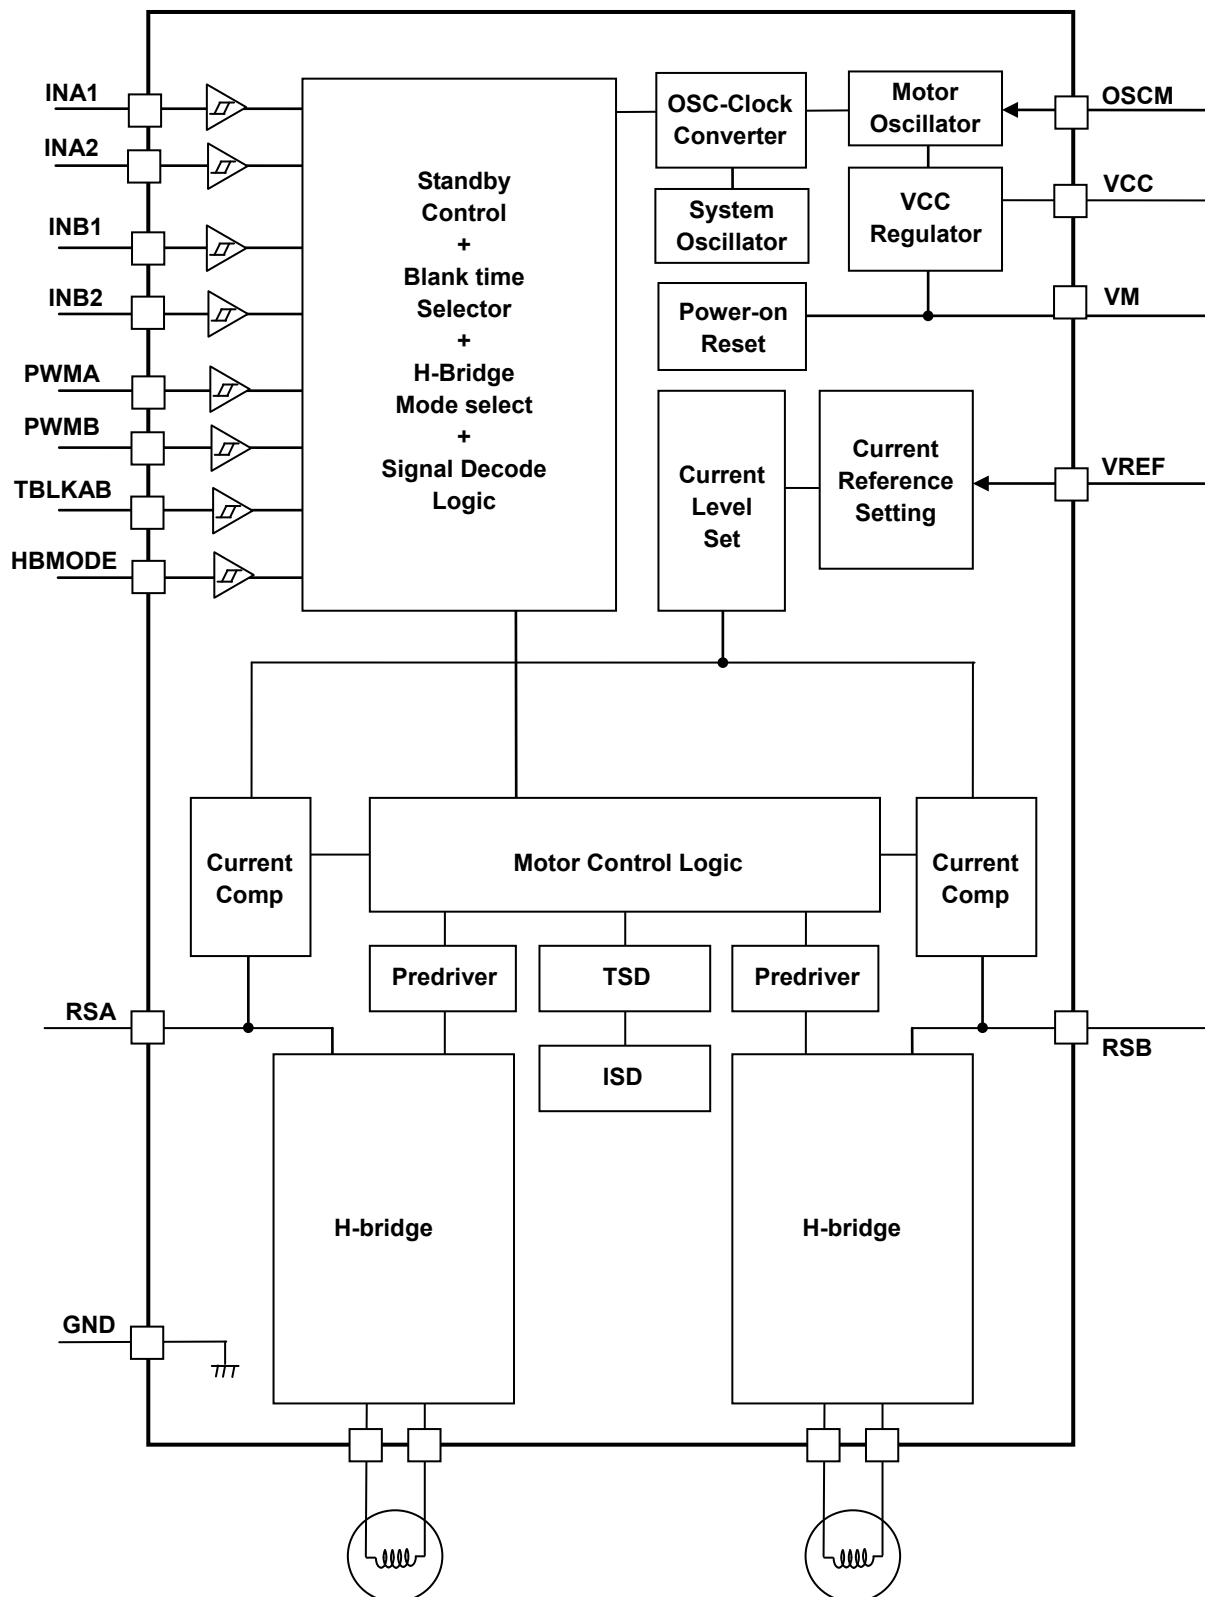 INA1
INA2
INB1
INB2
PWMA
PWMB
TBLKAB
HBMODE
Standby
Control
+
Blank time
Selector
+
H-Bridge
Mode select
+
Signal Decode
Logic
OSC-Clock
Converter
Motor
Oscillator
OSCM
System
Oscillator
VCC
Regulator
VCC
Power-on
Reset
VM
Current
Level
Set
Current
Reference
Setting
VREF
Current
Comp
Motor Control Logic
Current
Comp
Predriver
TSD
Predriver
RSA
ISD
RSB
H-bridge
H-bridge
GND